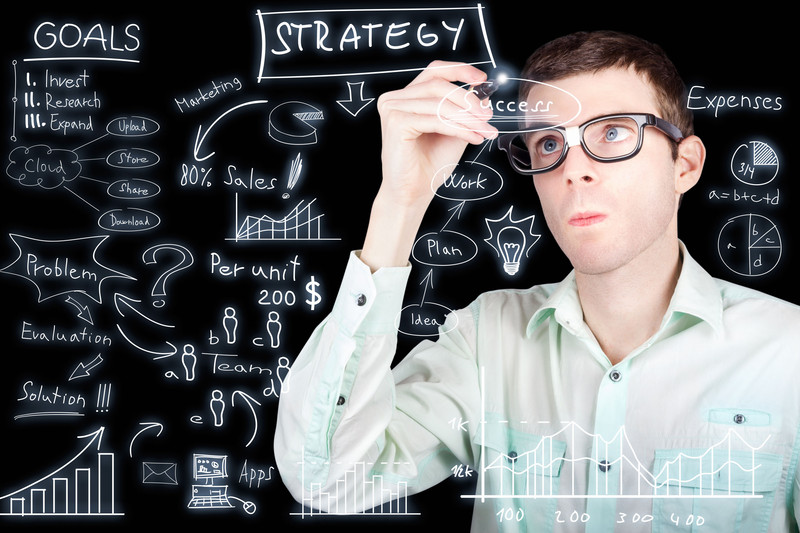 GOALS
I. Invest
II. Research
III. Expand
Cloud
Upload
Store
Share
Download
STRATEGY
Marketing
80% Sales!
Success
Work
Plan
Idea
Expenses
3/4
a=b+c+d
a
b
c
d
Problem
?
Evaluation
Solution !!!
Per unit
200 $
b
c
a
Team
d
e
Apps
1k
1/2k
100 200 300 400